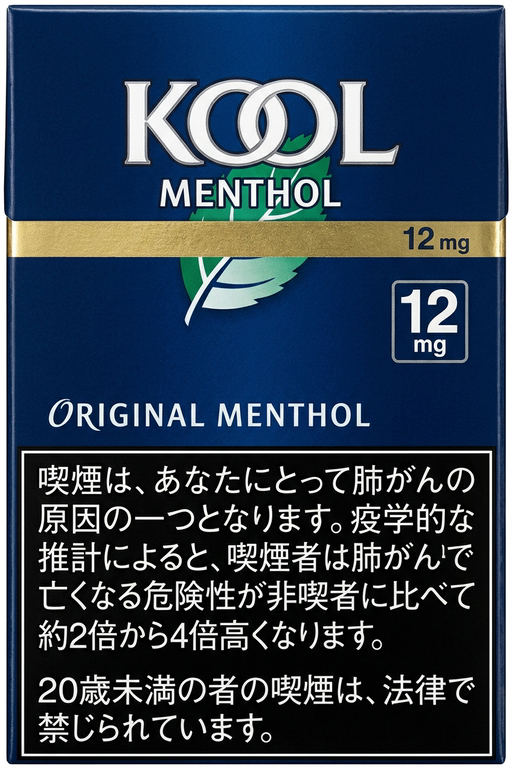 KOOL
MENTHOL
12 mg
12
mg
ORIGINAL MENTHOL
喫煙は、あなたにとって肺がんの
原因の一つとなります。疫学的な
推計によると、喫煙者は肺がん¹で
亡くなる危険性が非喫者に比べて
約2倍から4倍高くなります。
20歳未満の者の喫煙は、法律で
禁じられています。